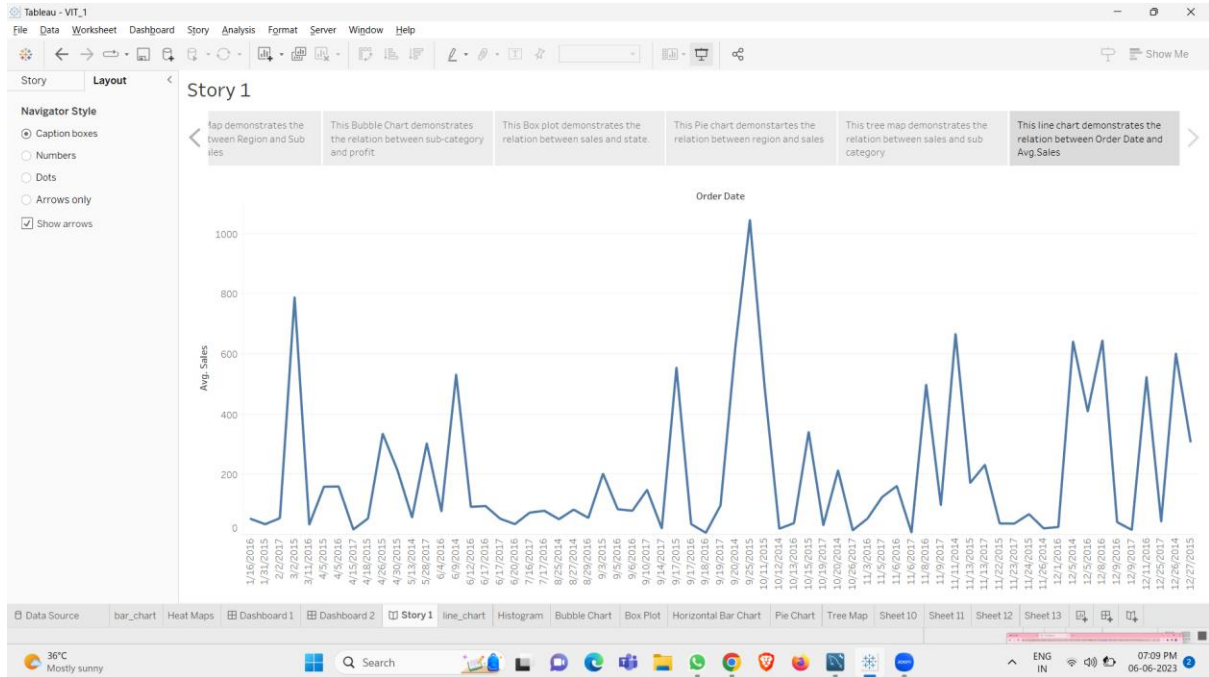 Tableau - VIT_1
File Data Worksheet Dashboard Story Analysis Format Server Window Help
Show Me
Story Layout
Navigator Style
Caption boxes
Numbers
Dots
Arrows only
Show arrows
Story 1
Map demonstrates the
tween Region and Sub
ales
This Bubble Chart demonstrates
the relation between sub-category
and profit
This Box plot demonstrates the
relation between sales and state.
This Pie chart demonstartes the
relation between region and sales
This tree map demonstrates the
relation between sales and sub
category
This line chart demonstrates the
relation between Order Date and
Avg.Sales
Order Date
Avg. Sales
1000
800
600
400
200
0
1/16/2016
1/31/2015
2/2/2017
3/2/2015
3/11/2016
4/5/2015
4/5/2016
4/15/2017
4/18/2015
4/26/2015
4/30/2015
5/13/2014
5/28/2017
6/4/2016
6/9/2014
6/12/2016
6/17/2016
6/17/2017
6/20/2016
7/16/2017
7/17/2016
8/25/2014
8/27/2014
8/29/2016
9/3/2015
9/5/2016
9/6/2016
9/10/2017
9/14/2017
9/17/2015
9/17/2016
9/18/2016
9/19/2017
9/20/2014
9/25/2015
10/11/2015
10/12/2014
10/13/2016
10/15/2015
10/19/2017
10/20/2014
10/26/2017
11/3/2016
11/5/2017
11/6/2016
11/6/2017
11/8/2016
11/9/2017
11/11/2014
11/13/2017
11/13/2017
11/22/2015
11/23/2017
11/24/2015
11/26/2016
12/1/2016
12/5/2014
12/5/2016
12/8/2016
12/9/2016
12/9/2017
12/11/2016
12/25/2017
12/26/2014
12/27/2015
Data Source bar_chart Heat Maps Dashboard 1 Dashboard 2 Story 1 line_chart Histogram Bubble Chart Box Plot Horizontal Bar Chart Pie Chart Tree Map Sheet 10 Sheet 11 Sheet 12 Sheet 13
36°C
Mostly sunny
Search
zoom
ENG
IN
07:09 PM
06-06-2023
2